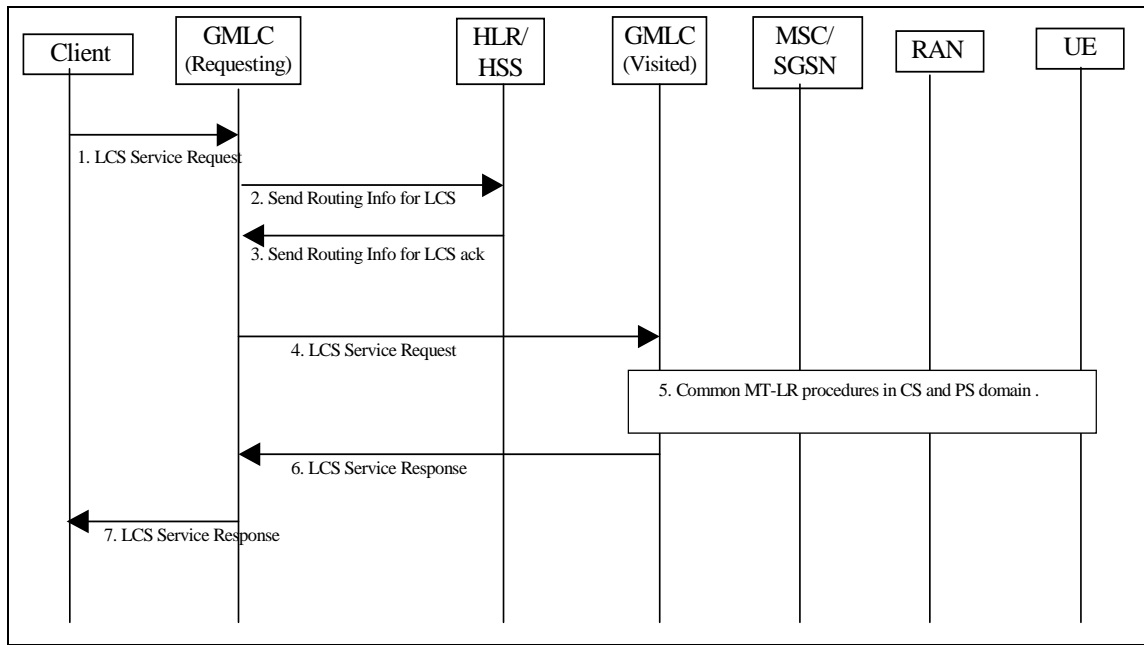 Client
GMLC
(Requesting)
HLR/
HSS
GMLC
(Visited)
MSC/
SGSN
RAN
UE
1. LCS Service Request
2. Send Routing Info for LCS
3. Send Routing Info for LCS ack
4. LCS Service Request
5. Common MT-LR procedures in CS and PS domain .
6. LCS Service Response
7. LCS Service Response